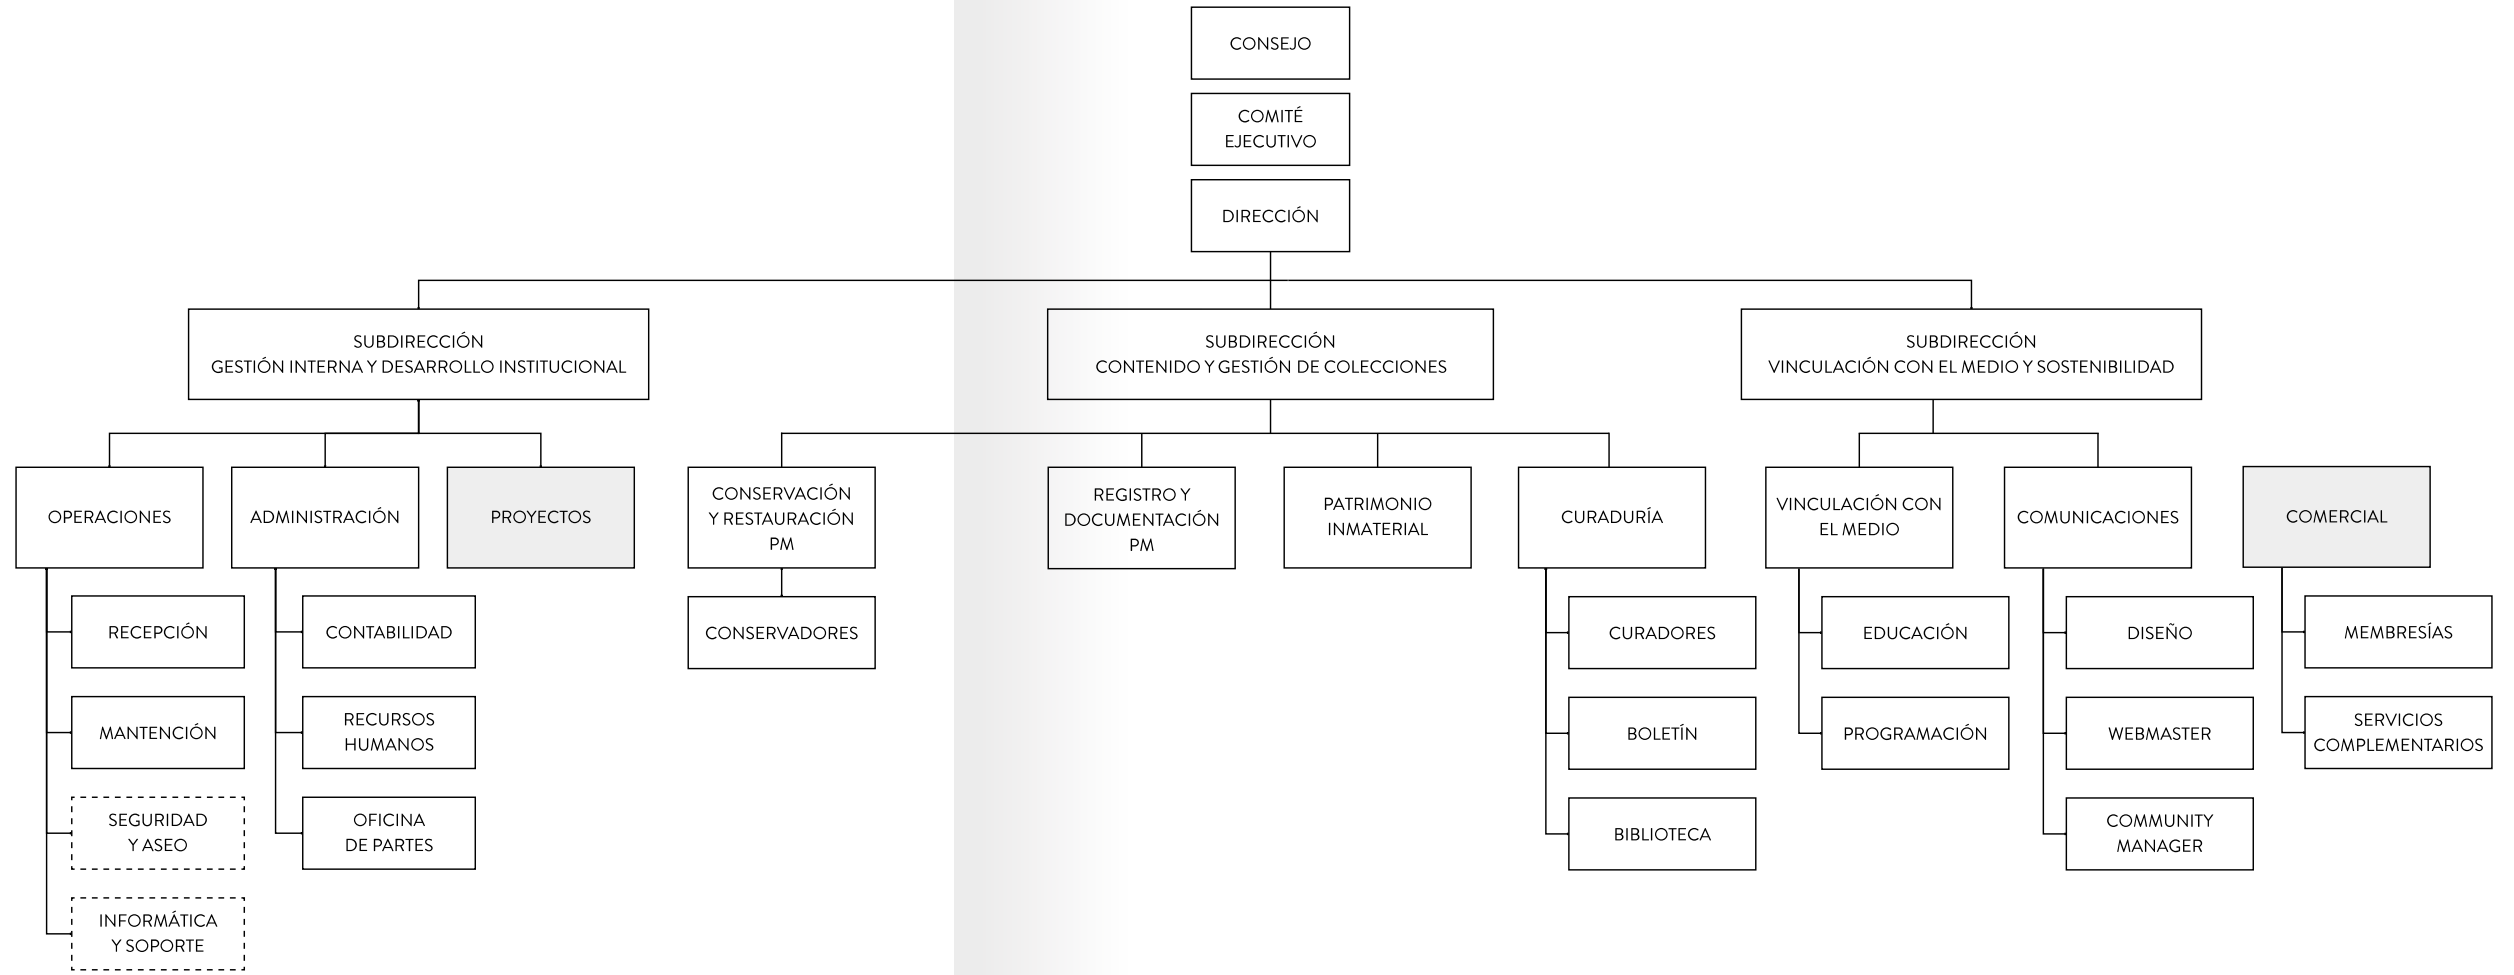 CONSEJO
COMITÉ
EJECUTIVO
DIRECCIÓN
SUBDIRECCIÓN
GESTIÓN INTERNA Y DESARROLLO INSTITUCIONAL
SUBDIRECCIÓN
CONTENIDO Y GESTIÓN DE COLECCIONES
SUBDIRECCIÓN
VINCULACIÓN CON EL MEDIO Y SOSTENIBILIDAD
OPERACIONES
ADMINISTRACIÓN
PROYECTOS
CONSERVACIÓN
Y RESTAURACIÓN
PM
REGISTRO Y
DOCUMENTACIÓN
PM
PATRIMONIO
INMATERIAL
CURADURÍA
VINCULACIÓN CON
EL MEDIO
COMUNICACIONES
COMERCIAL
RECEPCIÓN
MANTENCIÓN
SEGURIDAD
Y ASEO
INFORMÁTICA
Y SOPORTE
CONTABILIDAD
RECURSOS
HUMANOS
OFICINA
DE PARTES
CONSERVADORES
CURADORES
BOLETÍN
BIBLIOTECA
EDUCACIÓN
PROGRAMACIÓN
DISEÑO
WEBMASTER
COMMUNITY
MANAGER
MEMBRESÍAS
SERVICIOS
COMPLEMENTARIOS